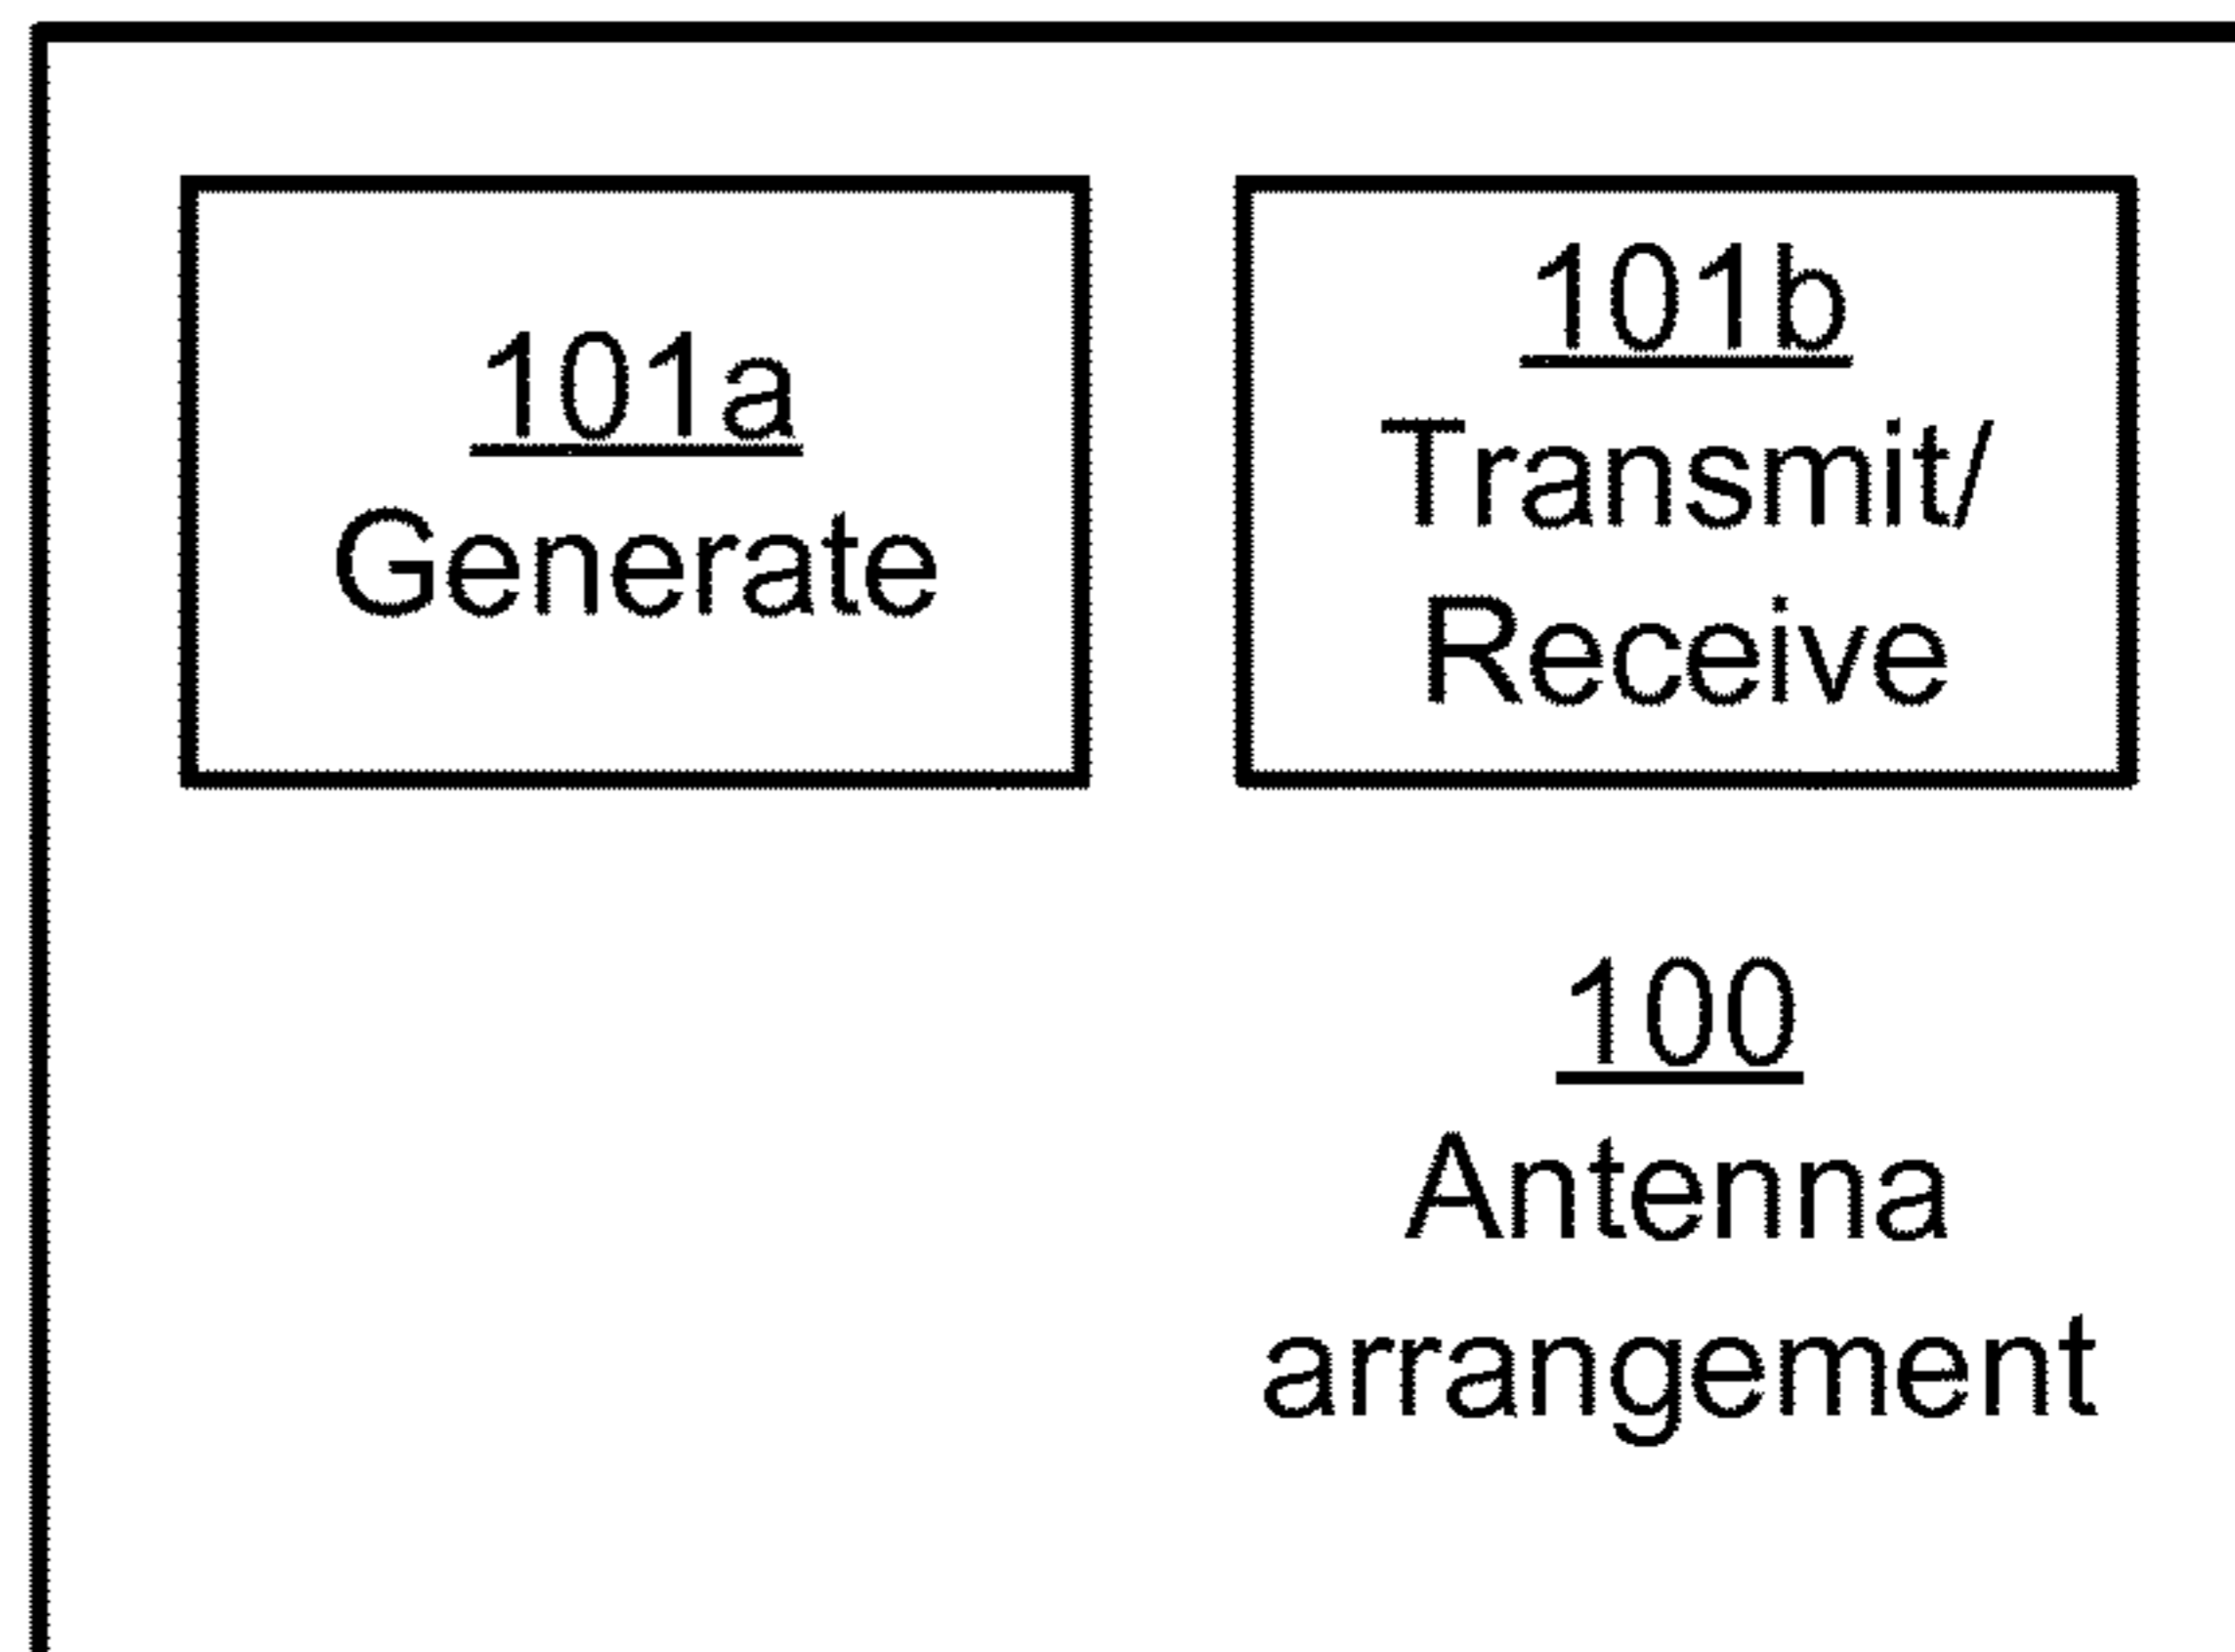 101a
Generate
101b
Transmit/
Receive
100
Antenna
arrangement